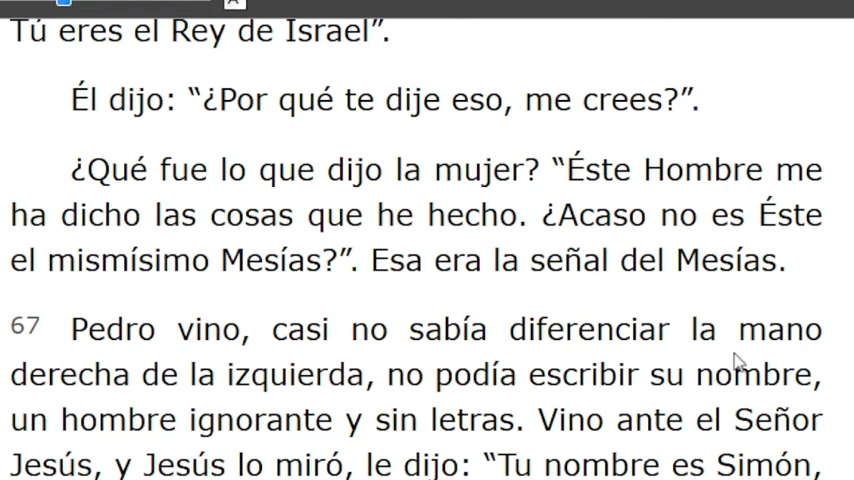 Tú eres el Rey de Israel”.
Él dijo: “¿Por qué te dije eso, me crees?”.
¿Qué fue lo que dijo la mujer? “Éste Hombre me
ha dicho las cosas que he hecho. ¿Acaso no es Éste
el mismísimo Mesías?”. Esa era la señal del Mesías.
67 Pedro vino, casi no sabía diferenciar la mano
derecha de la izquierda, no podía escribir su nombre,
un hombre ignorante y sin letras. Vino ante el Señor
Jesús, y Jesús lo miró, le dijo: “Tu nombre es Simón,